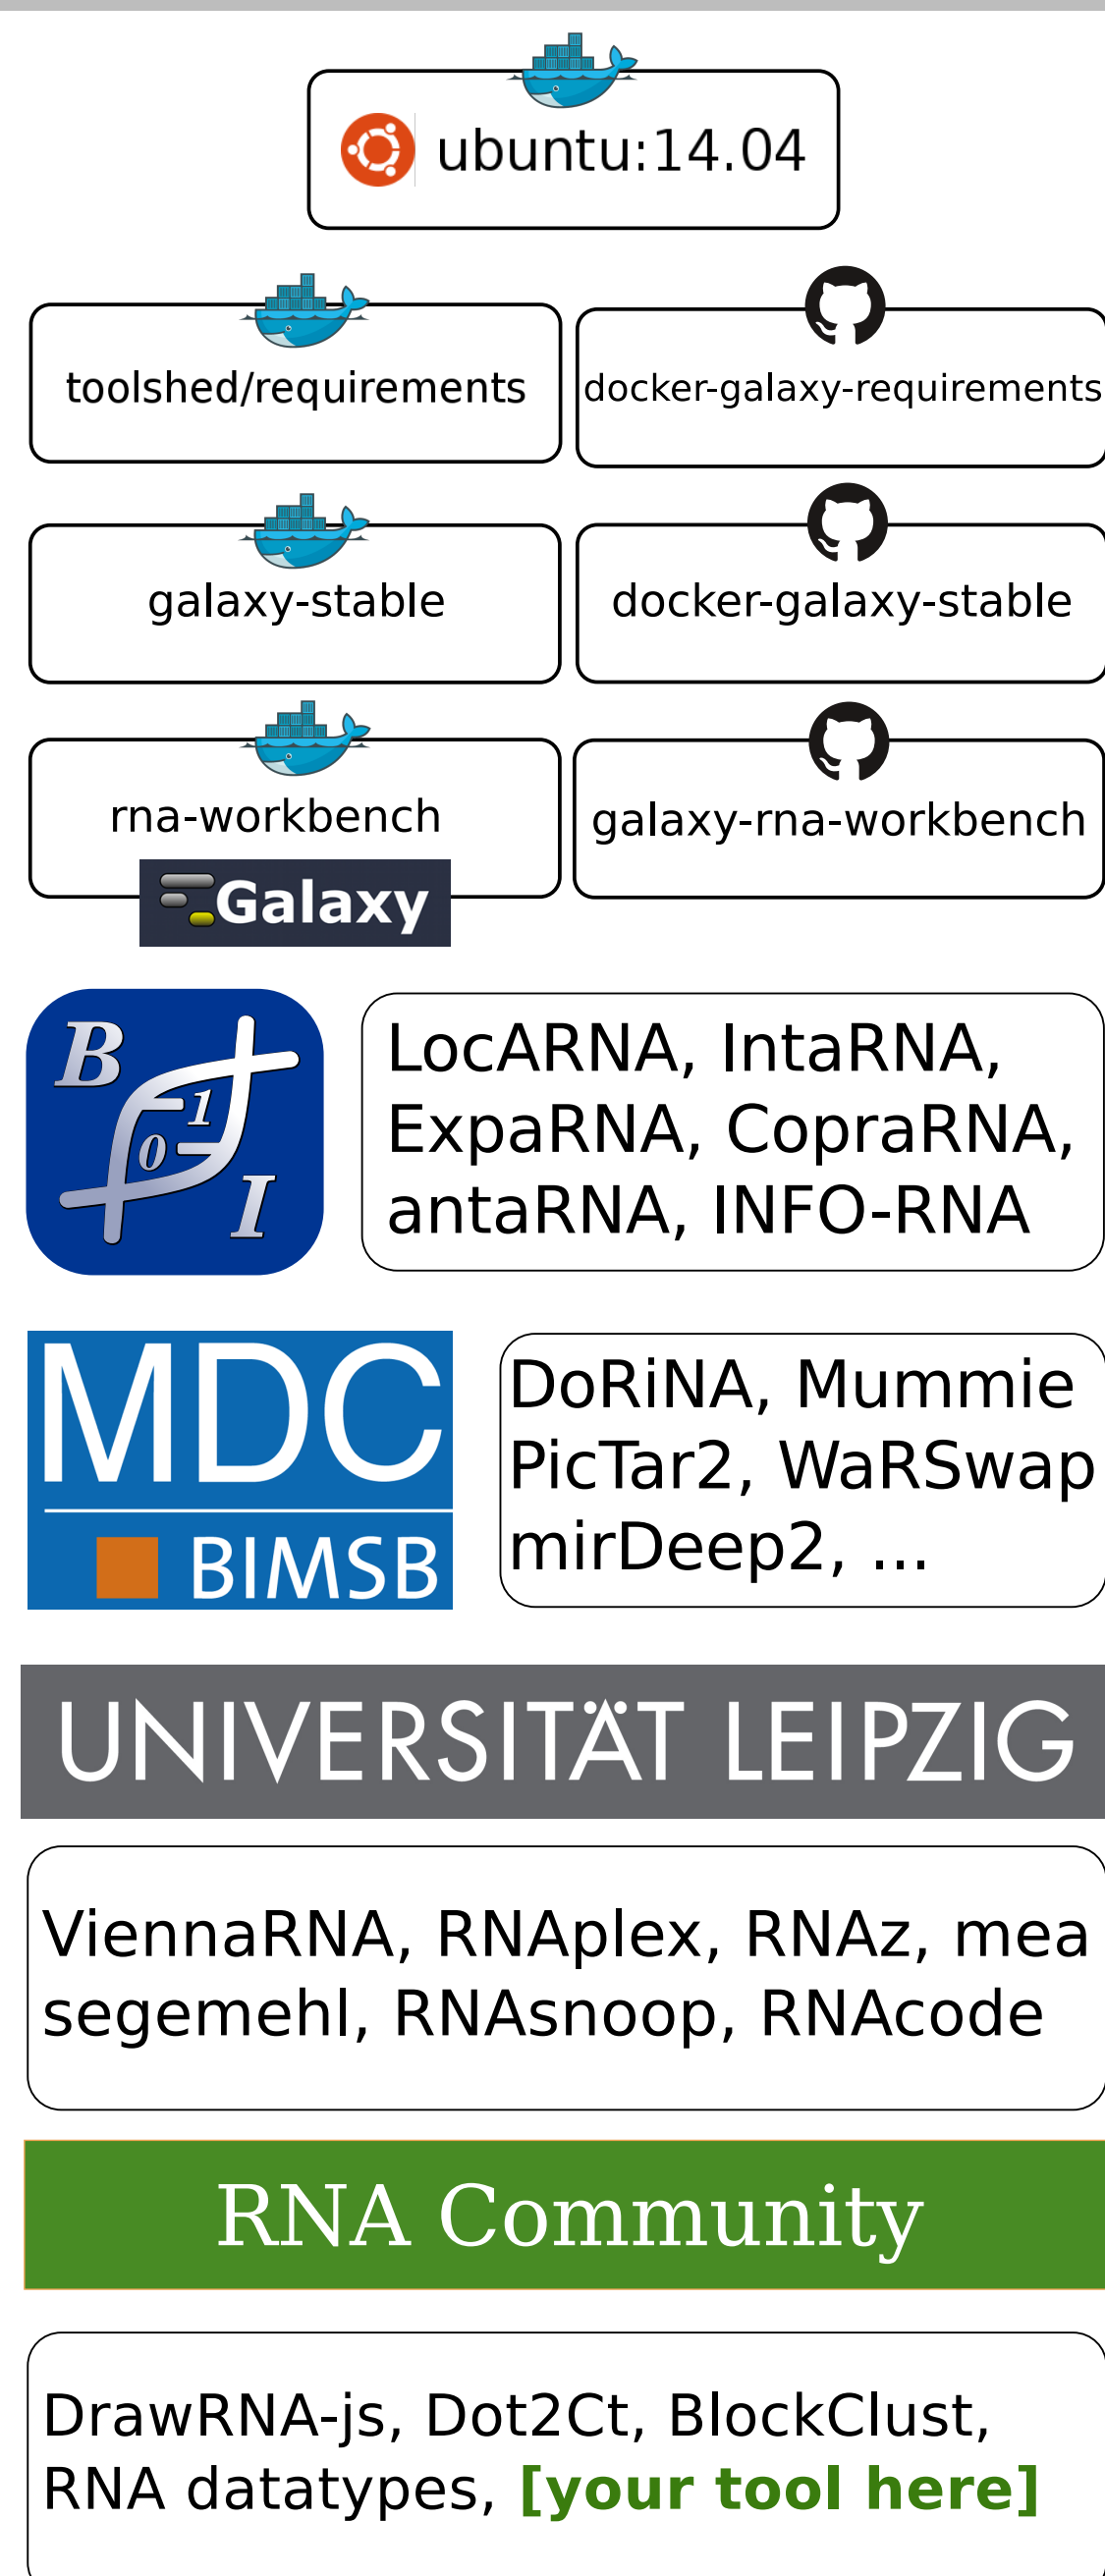 ubuntu:14.04
toolshed/requirements
docker-galaxy-requirements
galaxy-stable
docker-galaxy-stable
rna-workbench
galaxy-rna-workbench
Galaxy
B
1
0
I
LocARNA, IntaRNA,
ExpaRNA, CopraRNA,
antaRNA, INFO-RNA
MDC
BIMSB
DoRiNA, Mummie
PicTar2, WaRSwap
mirDeep2, ...
UNIVERSITÄT LEIPZIG
ViennaRNA, RNAplex, RNAz, mea
segemehl, RNAsnoop, RNAcode
RNA Community
DrawRNA-js, Dot2Ct, BlockClust,
RNA datatypes, [your tool here]